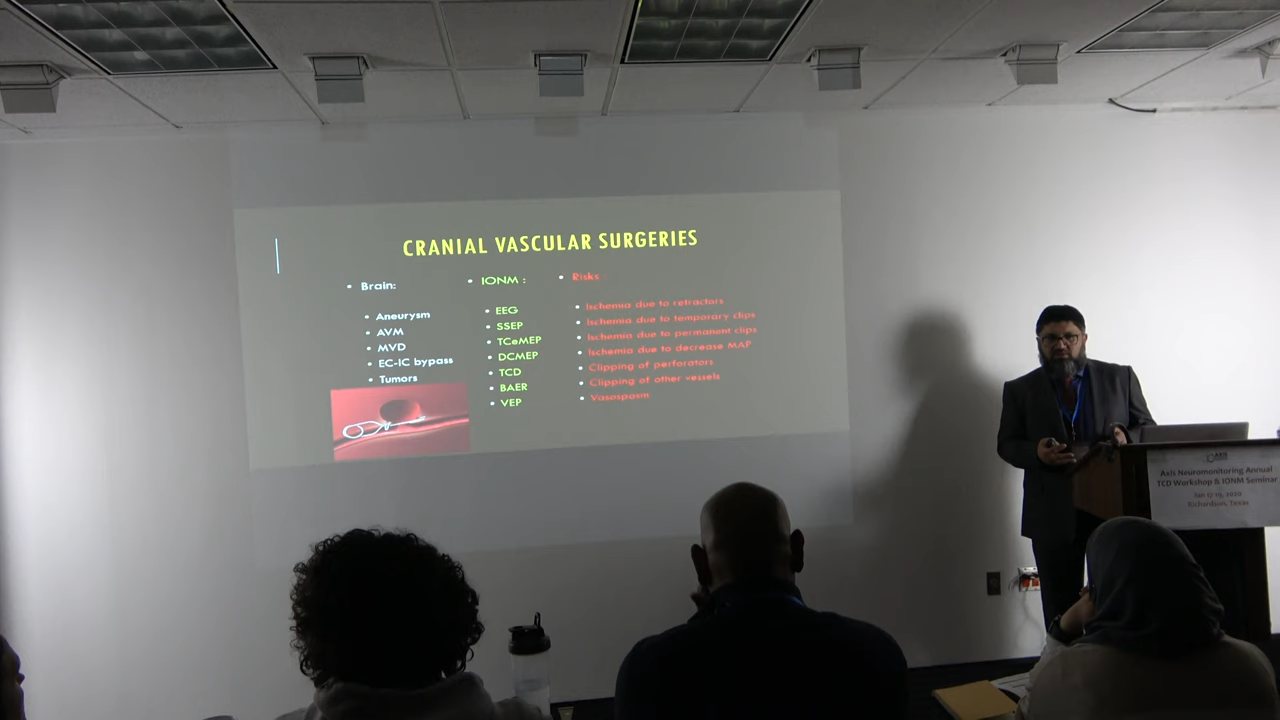 CRANIAL VASCULAR SURGERIES
• Brain:
• Aneurysm
• AVM
• MVD
• EC-IC bypass
• Tumors
• IONM :
• EEG
• SSEP
• TCeMEP
• DCMEP
• TCD
• BAER
• VEP
• Risks
• Ischemia due to retractors
• Ischemia due to temporary clips
• Ischemia due to permanent clips
• Ischemia due to decrease MAP
• Clipping of perforators
• Clipping of other vessels
• Vasospasm
AXIS
Axis Neuromonitoring Annual
TCD Workshop & IONM Seminar
Richardson, Texas